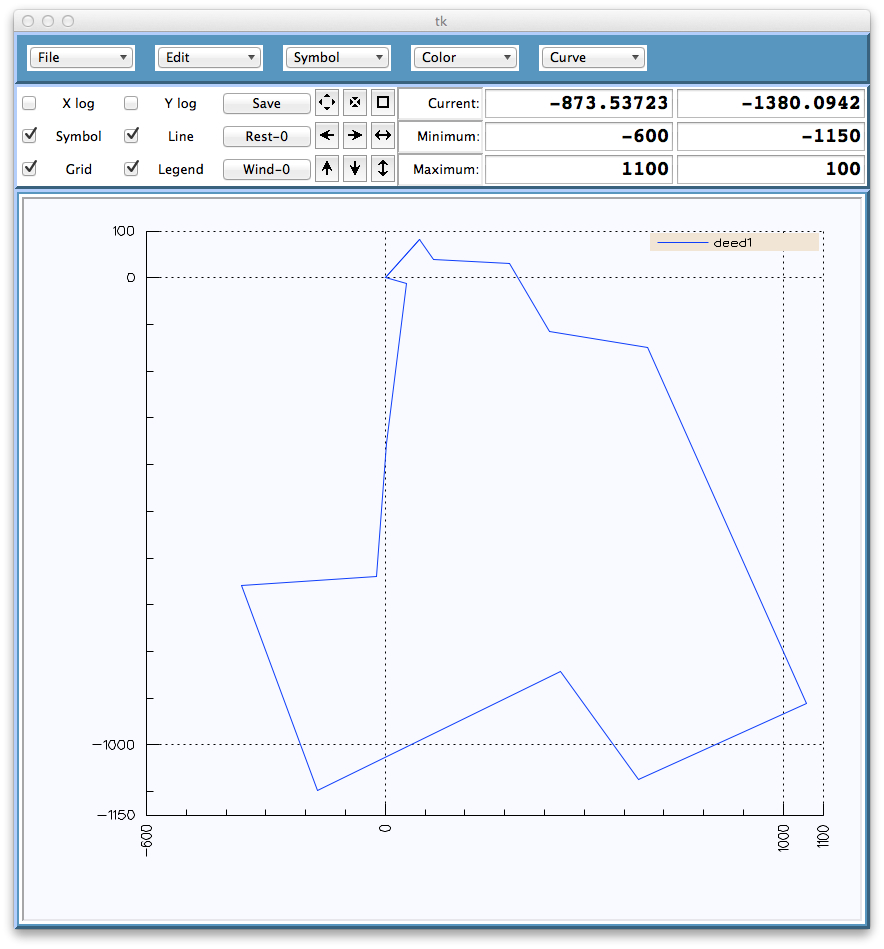 tk
File Edit Symbol Color Curve
X log Y log Save Current: -873.53723 -1380.0942
Symbol Line Rest-0 Minimum: -600 -1150
Grid Legend Wind-0 Maximum: 1100 100
100
deed1
0
-1000
-1150
-600 0 1000 1100